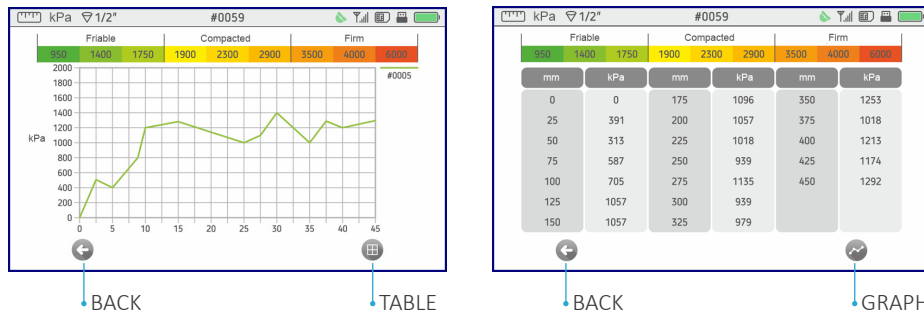 kPa 1/2" #0059
Friable Compacted Firm
950 1400 1750 1900 2300 2900 3500 4000 6000
2000
1800
1600
1400
1200
1000
800
600
400
200
0
kPa
#0005
0 5 10 15 20 25 30 35 40 45
BACK TABLE
kPa 1/2" #0059
Friable Compacted Firm
950 1400 1750 1900 2300 2900 3500 4000 6000
mm kPa mm kPa mm kPa
0 0 175 1096 350 1253
25 391 200 1057 375 1018
50 313 225 1018 400 1213
75 587 250 939 425 1174
100 705 275 1135 450 1292
125 1057 300 939
150 1057 325 979
BACK GRAPH